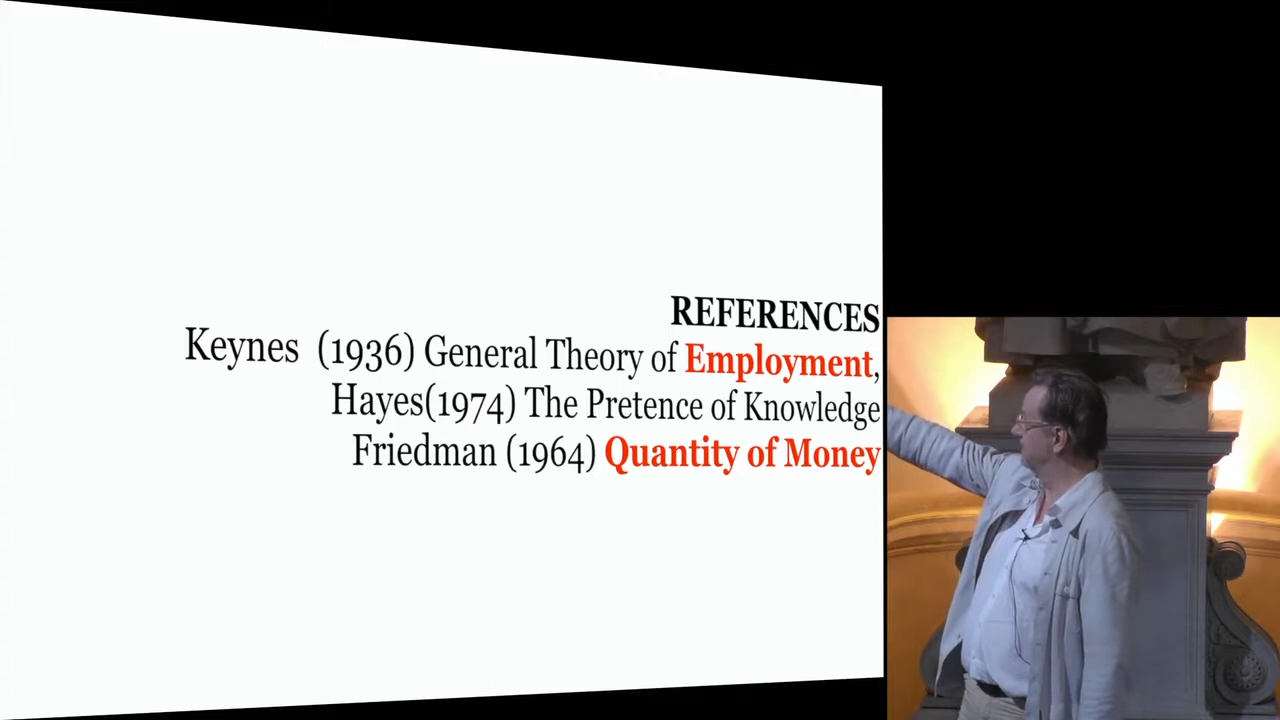 REFERENCES
Keynes (1936) General Theory of Employment,
Hayes(1974) The Pretence of Knowledge
Friedman (1964) Quantity of Money